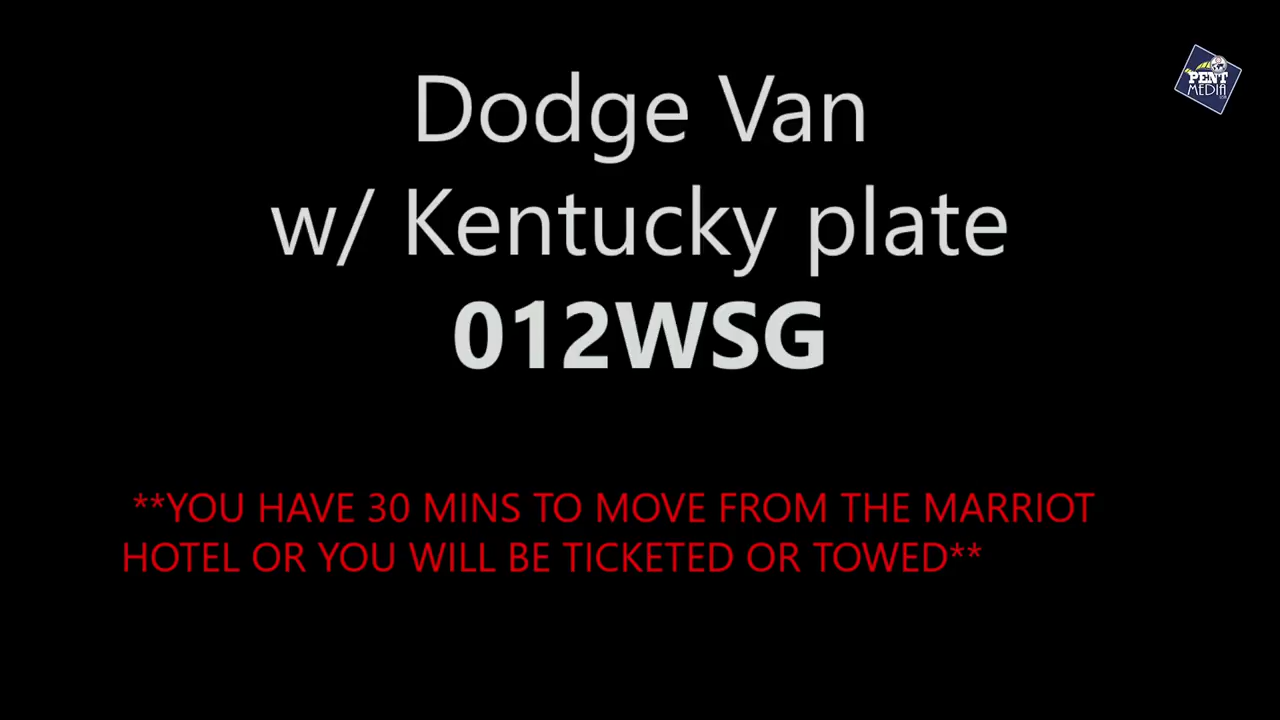 Dodge Van
w/ Kentucky plate
012WSG
**YOU HAVE 30 MINS TO MOVE FROM THE MARRIOT
HOTEL OR YOU WILL BE TICKETED OR TOWED**
PENT
MEDIA